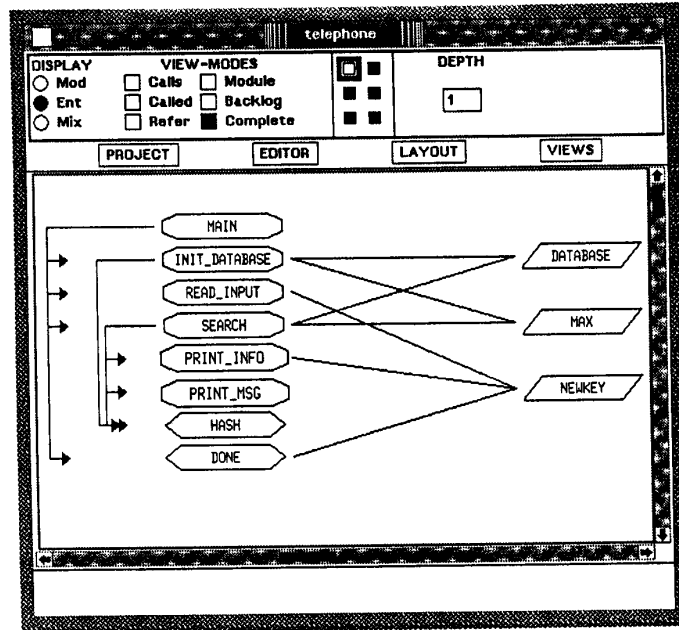 telephone
DISPLAY VIEW-MODES DEPTH
Mod Calls Module
Ent Called Backlog 1
Mix Refer Complete
PROJECT EDITOR LAYOUT VIEWS
MAIN
INIT_DATABASE DATABASE
READ_INPUT
SEARCH MAX
PRINT_INFO
PRINT_MSG NEWKEY
HASH
DONE